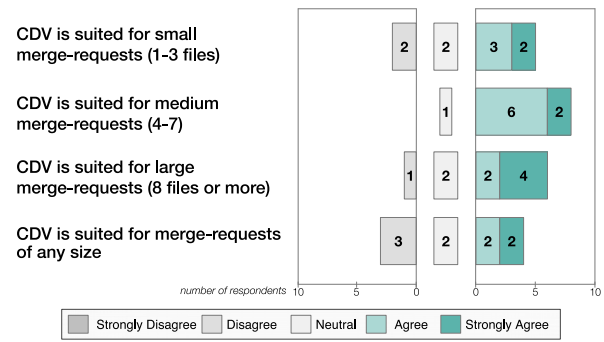 CDV is suited for small
merge-requests (1-3 files)
2 2 3 2
CDV is suited for medium
merge-requests (4-7)
1 6 2
CDV is suited for large
merge-requests (8 files or more)
1 2 2 4
CDV is suited for merge-requests
of any size
3 2 2 2
number of respondents 10 5 0 0 5 10
Strongly Disagree Disagree Neutral Agree Strongly Agree